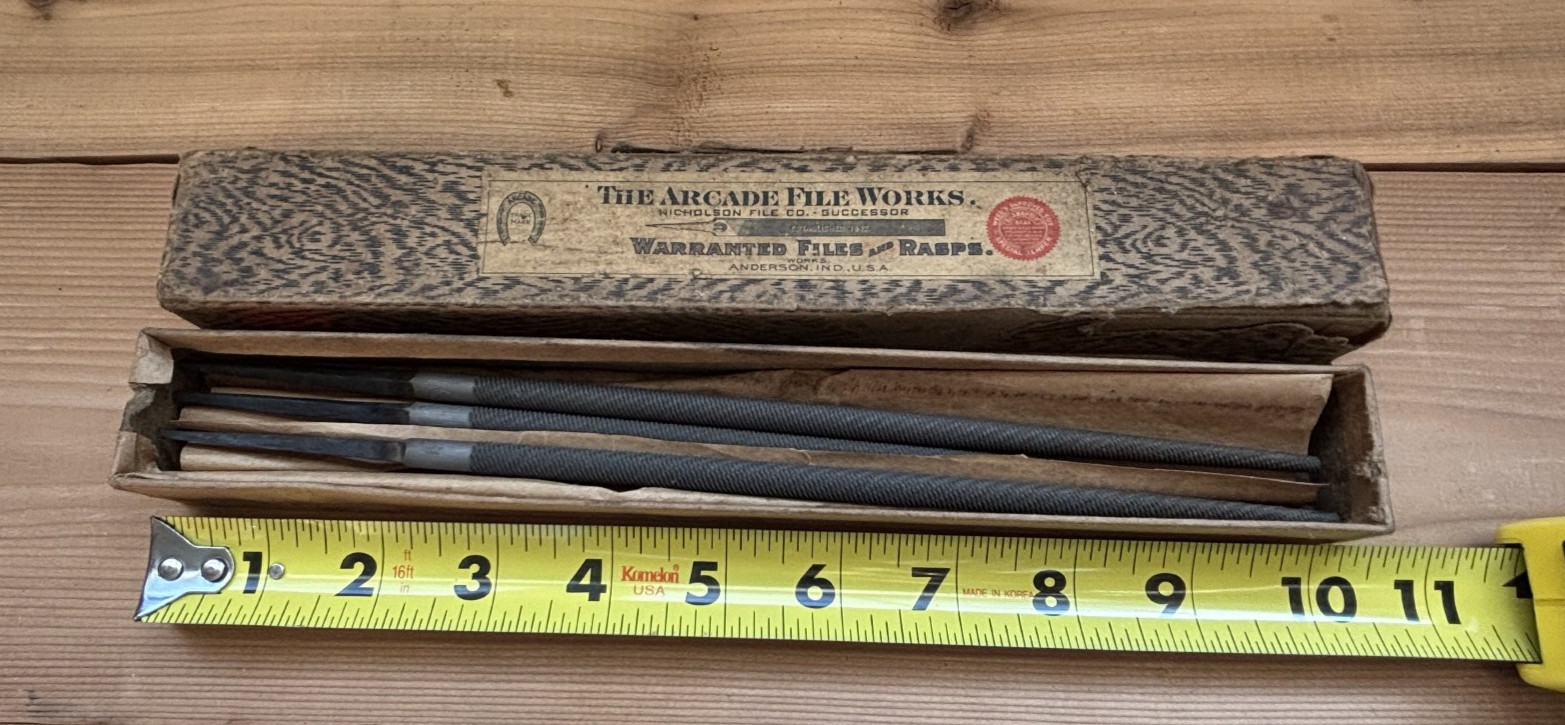 THE ARCADE FILE WORKS.
NICHOLSON FILE CO. - SUCCESSOR
WARRANTED FILES AND RASPS.
WORKS,
ANDERSON, IND., U.S.A.
1 2 ft 16ft in 3 4 Komelon® USA 5 6 7 MADE IN KOREA 8 9 10 11